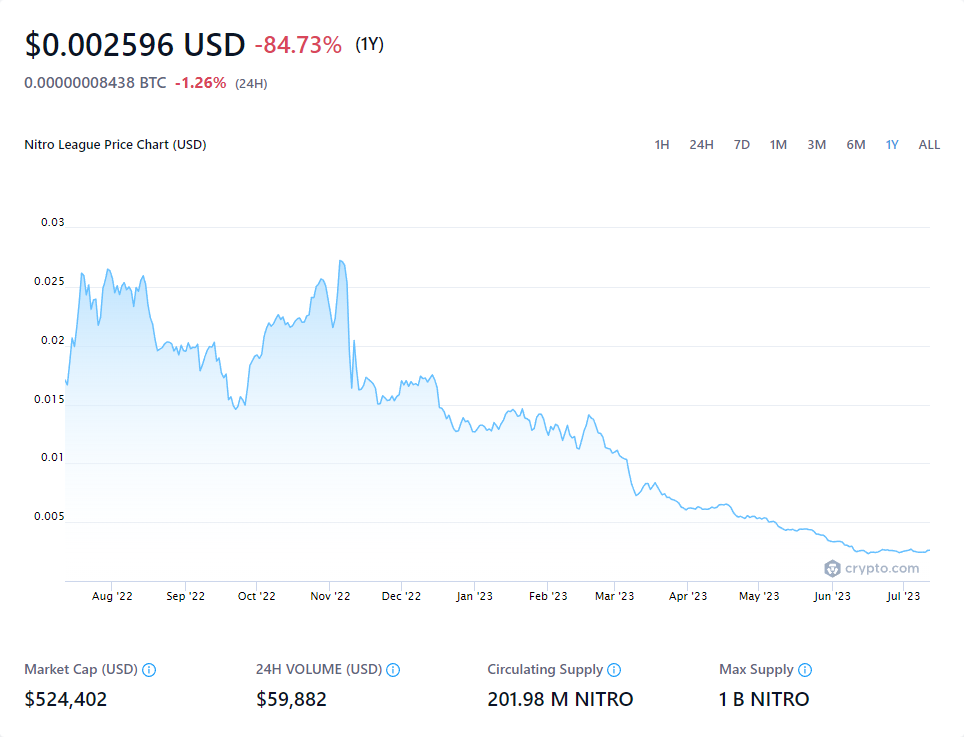 $0.002596 USD -84.73% (1Y)
0.00000008438 BTC -1.26% (24H)
Nitro League Price Chart (USD)
1H 24H 7D 1M 3M 6M 1Y ALL
0.03
0.025
0.02
0.015
0.01
0.005
crypto.com
Aug '22 Sep '22 Oct '22 Nov '22 Dec '22 Jan '23 Feb '23 Mar '23 Apr '23 May '23 Jun '23 Jul '23
Market Cap (USD) 24H VOLUME (USD) Circulating Supply Max Supply
$524,402 $59,882 201.98 M NITRO 1 B NITRO